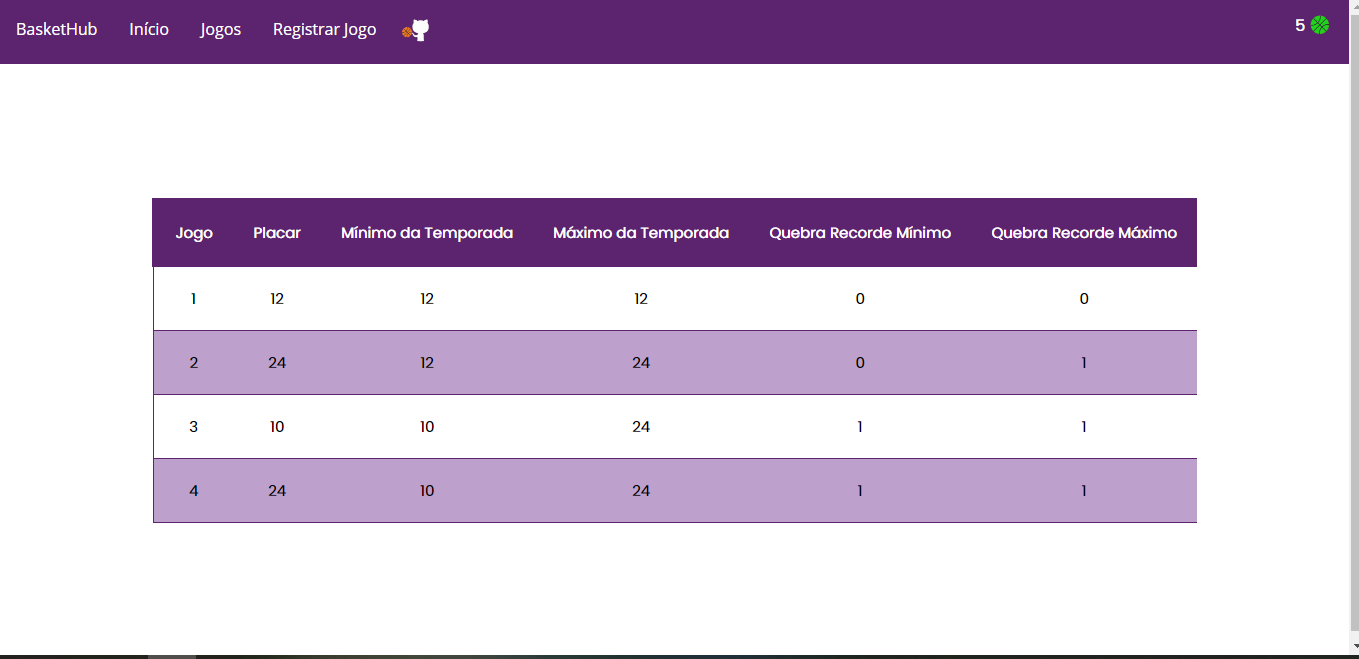 BasketHub Início Jogos Registrar Jogo 5
Jogo Placar Mínimo da Temporada Máximo da Temporada Quebra Recorde Mínimo Quebra Recorde Máximo
1 12 12 12 0 0
2 24 12 24 0 1
3 10 10 24 1 1
4 24 10 24 1 1